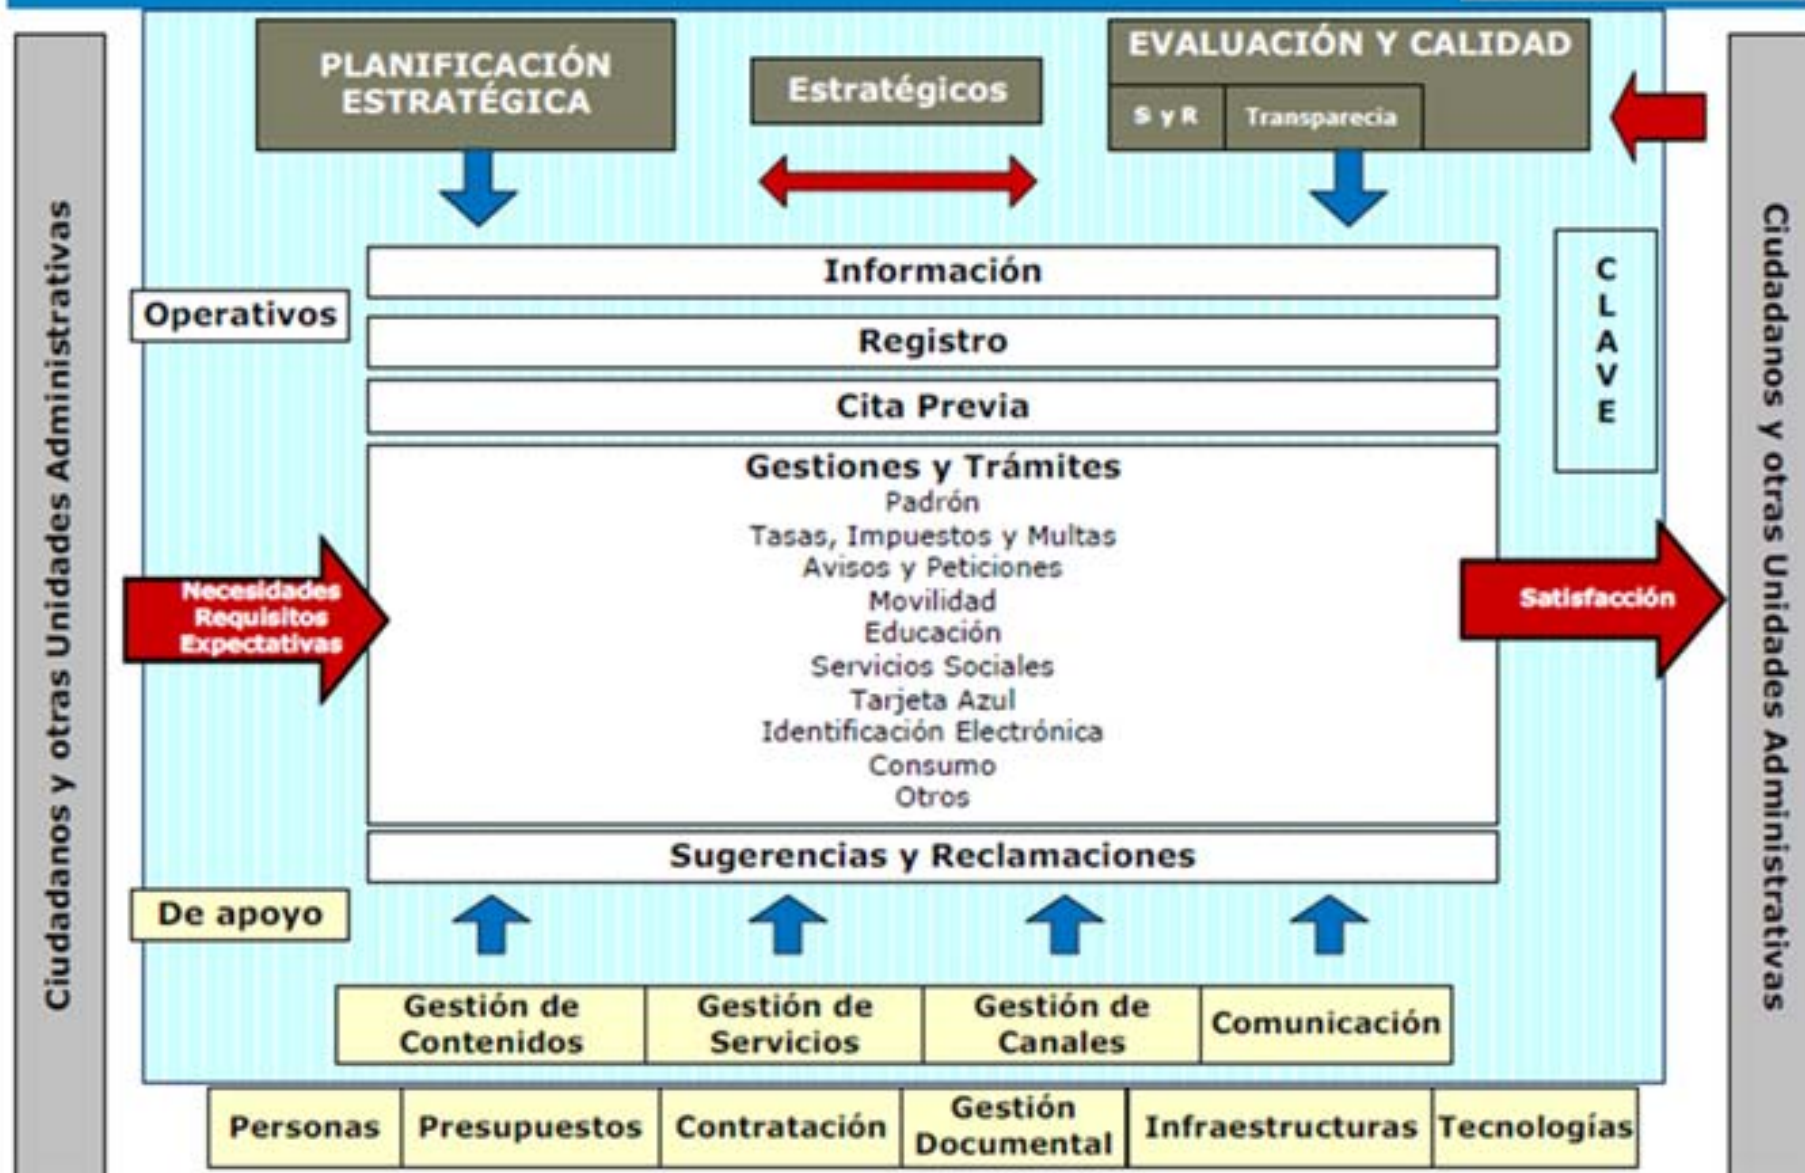 Ciudadanos y otras Unidades Administrativas
PLANIFICACIÓN
ESTRATÉGICA
Estratégicos
EVALUACIÓN Y CALIDAD
S y R
Transparecia
Operativos
Información
Registro
Cita Previa
C
L
A
V
E
Gestiones y Trámites
Padrón
Tasas, Impuestos y Multas
Avisos y Peticiones
Movilidad
Educación
Servicios Sociales
Tarjeta Azul
Identificación Electrónica
Consumo
Otros
Necesidades
Requisitos
Expectativas
Satisfacción
Sugerencias y Reclamaciones
De apoyo
Gestión de
Contenidos
Gestión de
Servicios
Gestión de
Canales
Comunicación
Personas
Presupuestos
Contratación
Gestión
Documental
Infraestructuras
Tecnologías
Ciudadanos y otras Unidades Administrativas